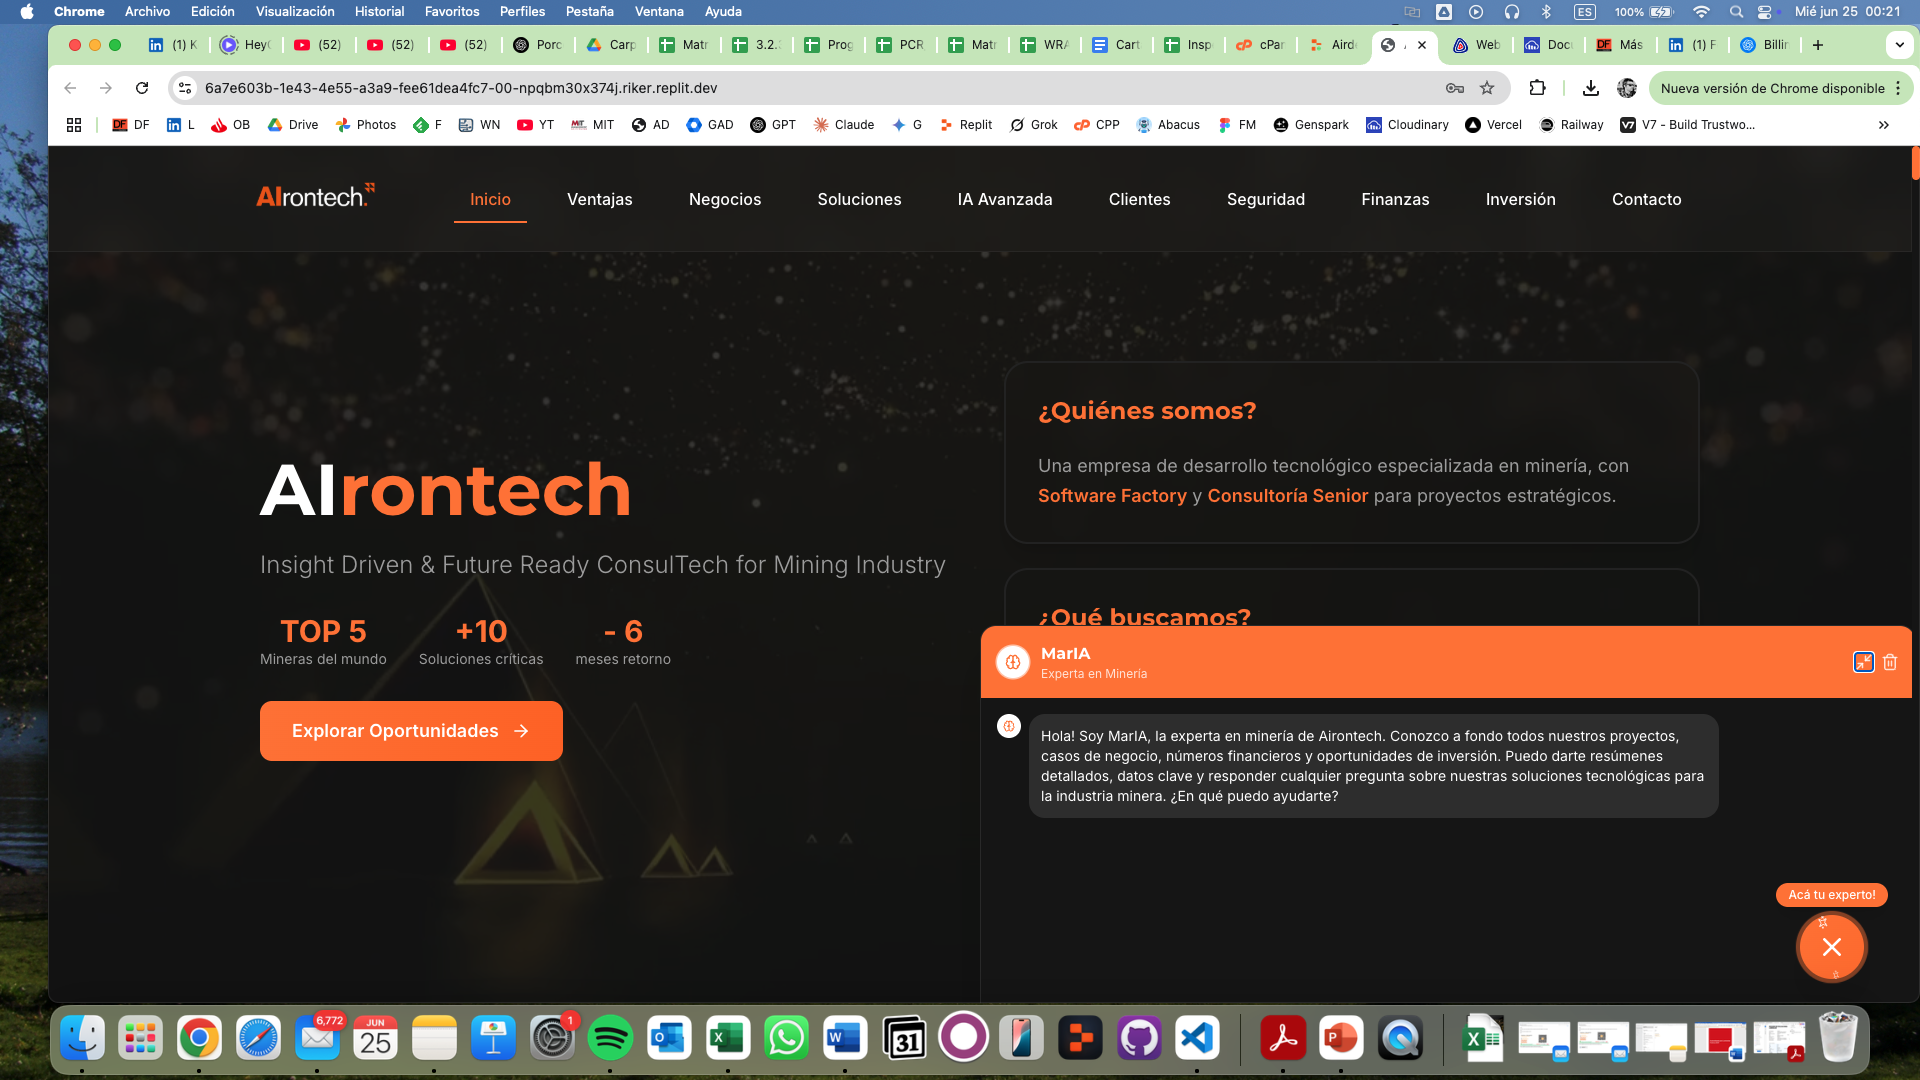 Chrome Archivo Edición Visualización Historial Favoritos Perfiles Pestaña Ventana Ayuda
ES 100% Mié jun 25 00:21
(1) K HeyG (52) (52) (52) Porc Carp Matr 3.2. Prog PCR Matr WRA Cart Insp cPar Aird Web Docu Más (1) F Billin
6a7e603b-1e43-4e55-a3a9-fee61dea4fc7-00-npqbm30x374j.riker.replit.dev
Nueva versión de Chrome disponible
DF L OB Drive Photos F WN YT MIT AD GAD GPT Claude G Replit Grok CPP Abacus FM Genspark Cloudinary Vercel Railway V7 - Build Trustwo...
AIrontech.
Inicio Ventajas Negocios Soluciones IA Avanzada Clientes Seguridad Finanzas Inversión Contacto
AIrontech
Insight Driven & Future Ready ConsulTech for Mining Industry
TOP 5 +10 - 6
Mineras del mundo Soluciones críticas meses retorno
Explorar Oportunidades →
¿Quiénes somos?
Una empresa de desarrollo tecnológico especializada en minería, con
Software Factory y Consultoría Senior para proyectos estratégicos.
¿Qué buscamos?
MarIA
Experta en Minería
Hola! Soy MarIA, la experta en minería de Airontech. Conozco a fondo todos nuestros proyectos,
casos de negocio, números financieros y oportunidades de inversión. Puedo darte resúmenes
detallados, datos clave y responder cualquier pregunta sobre nuestras soluciones tecnológicas para
la industria minera. ¿En qué puedo ayudarte?
Acá tu experto!
6,772
JUN
25
1
31